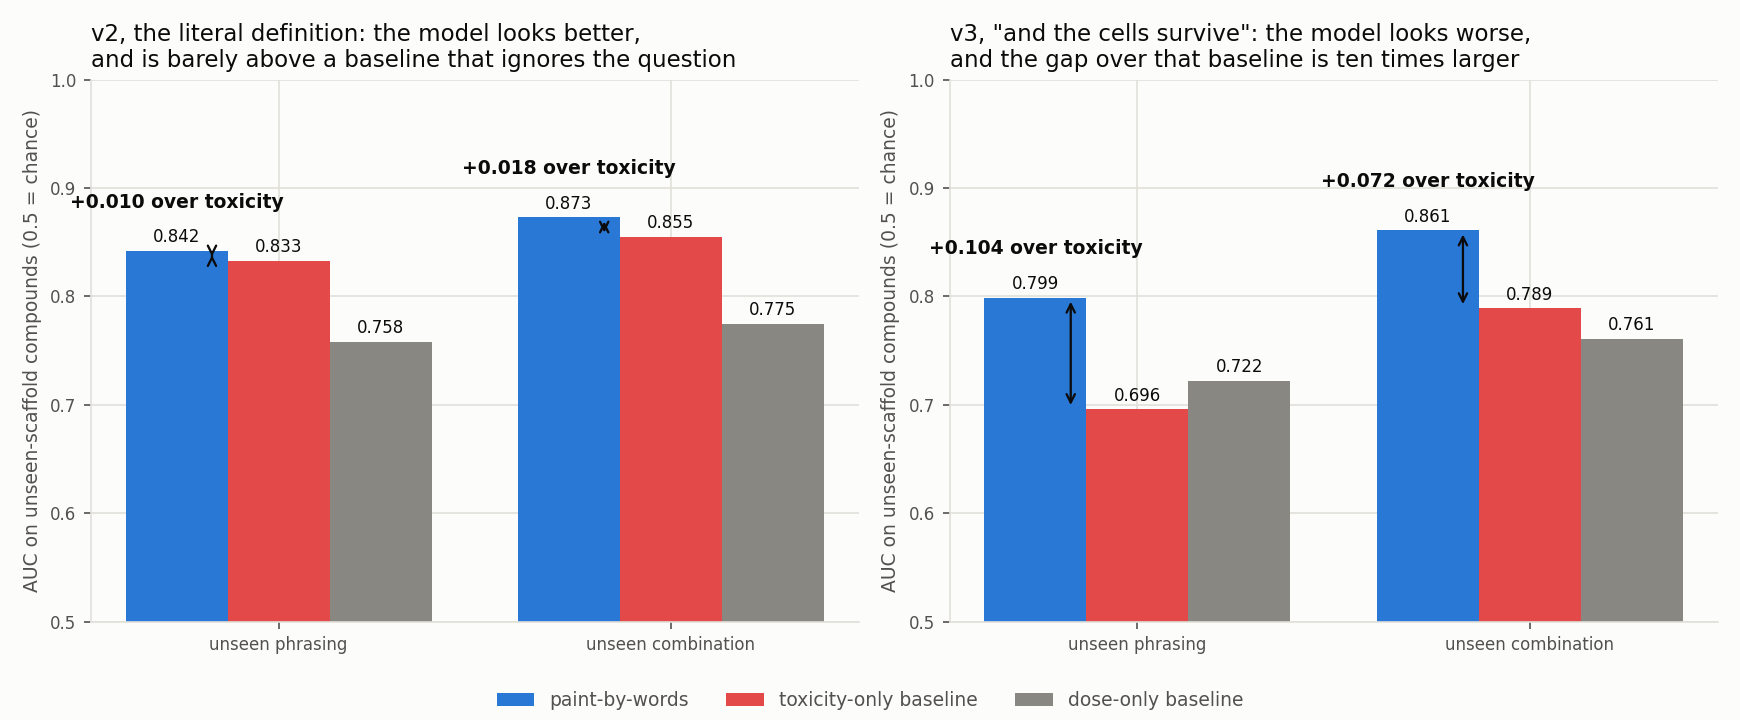 v2, the literal definition: the model looks better,
and is barely above a baseline that ignores the question
AUC on unseen-scaffold compounds (0.5 = chance)
1.0
0.9
0.8
0.7
0.6
0.5
+0.010 over toxicity
0.842
0.833
0.758
+0.018 over toxicity
0.873
0.855
0.775
unseen phrasing
unseen combination
v3, "and the cells survive": the model looks worse,
and the gap over that baseline is ten times larger
AUC on unseen-scaffold compounds (0.5 = chance)
1.0
0.9
0.8
0.7
0.6
0.5
+0.104 over toxicity
0.799
0.696
0.722
+0.072 over toxicity
0.861
0.789
0.761
unseen phrasing
unseen combination
paint-by-words
toxicity-only baseline
dose-only baseline